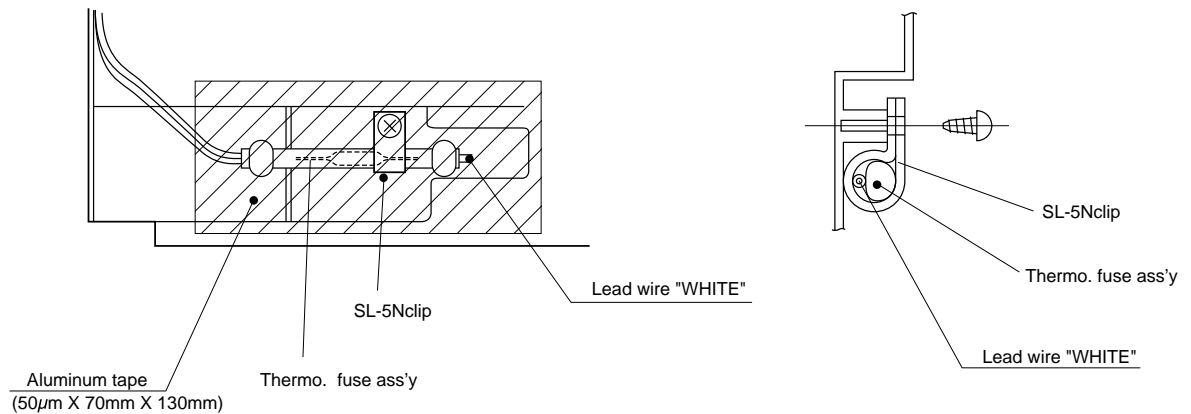 Lead wire "WHITE"
SL-5Nclip
Thermo. fuse ass'y
Aluminum tape
(50µm X 70mm X 130mm)
SL-5Nclip
Thermo. fuse ass'y
Lead wire "WHITE"